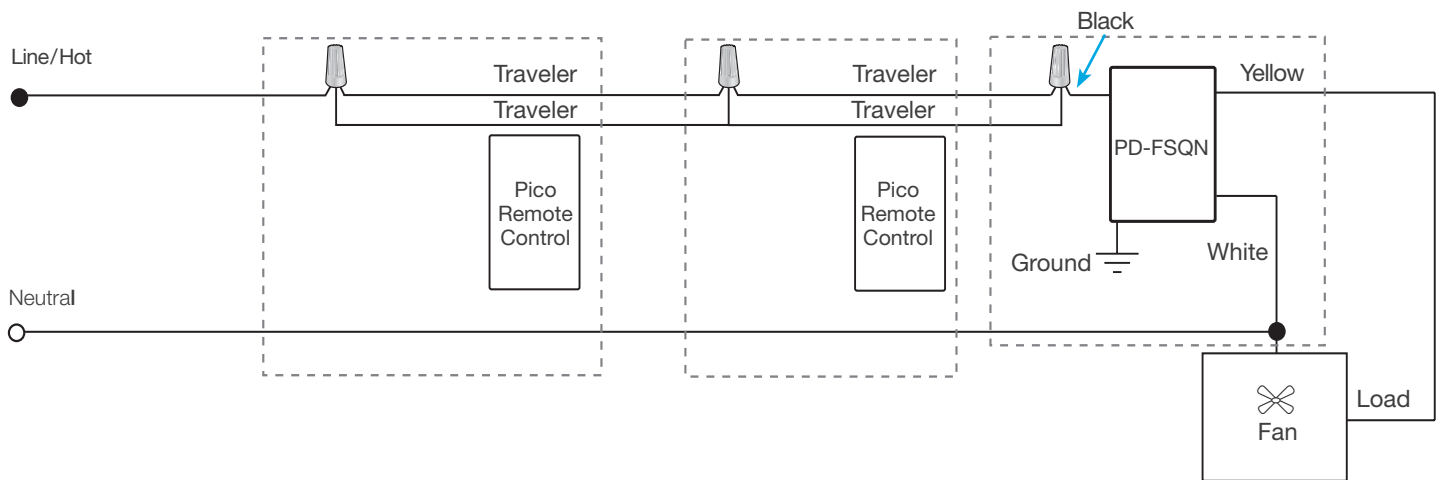 Black
Line/Hot
Traveler
Traveler
Yellow
Traveler
Traveler
PD-FSQN
Pico
Remote
Control
Pico
Remote
Control
Ground
White
Neutral
Load
Fan